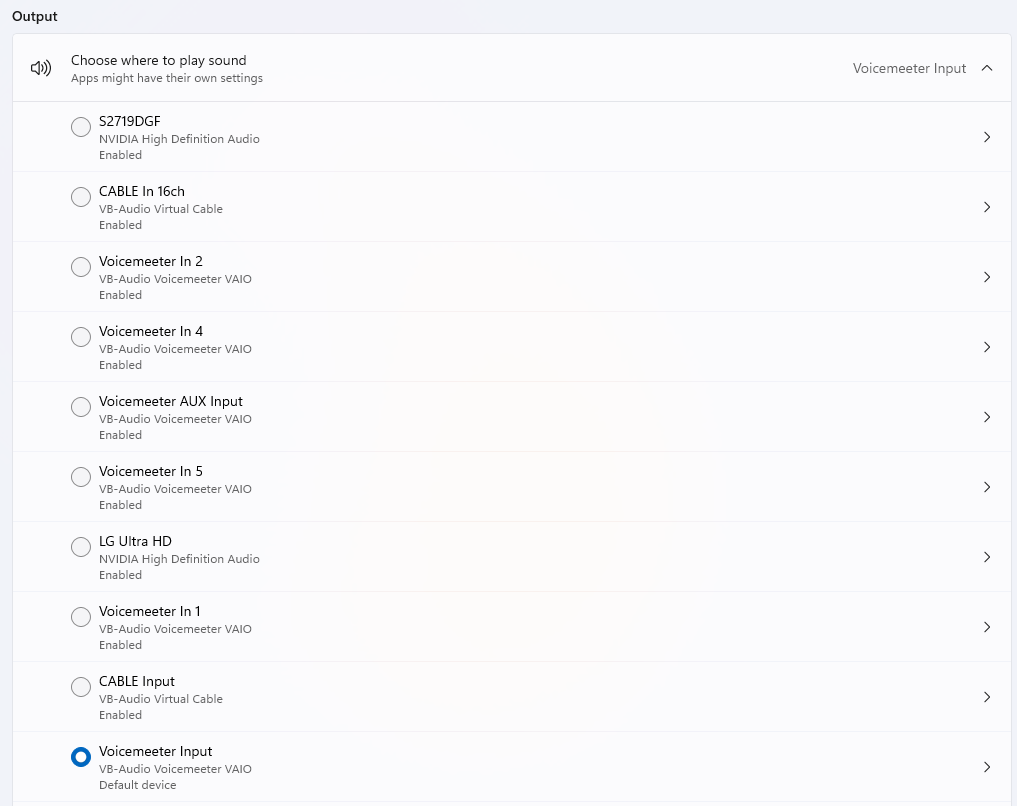 Output
Choose where to play sound
Apps might have their own settings
Voicemeeter Input
S2719DGF
NVIDIA High Definition Audio
Enabled
CABLE In 16ch
VB-Audio Virtual Cable
Enabled
Voicemeeter In 2
VB-Audio Voicemeeter VAIO
Enabled
Voicemeeter In 4
VB-Audio Voicemeeter VAIO
Enabled
Voicemeeter AUX Input
VB-Audio Voicemeeter VAIO
Enabled
Voicemeeter In 5
VB-Audio Voicemeeter VAIO
Enabled
LG Ultra HD
NVIDIA High Definition Audio
Enabled
Voicemeeter In 1
VB-Audio Voicemeeter VAIO
Enabled
CABLE Input
VB-Audio Virtual Cable
Enabled
Voicemeeter Input
VB-Audio Voicemeeter VAIO
Default device